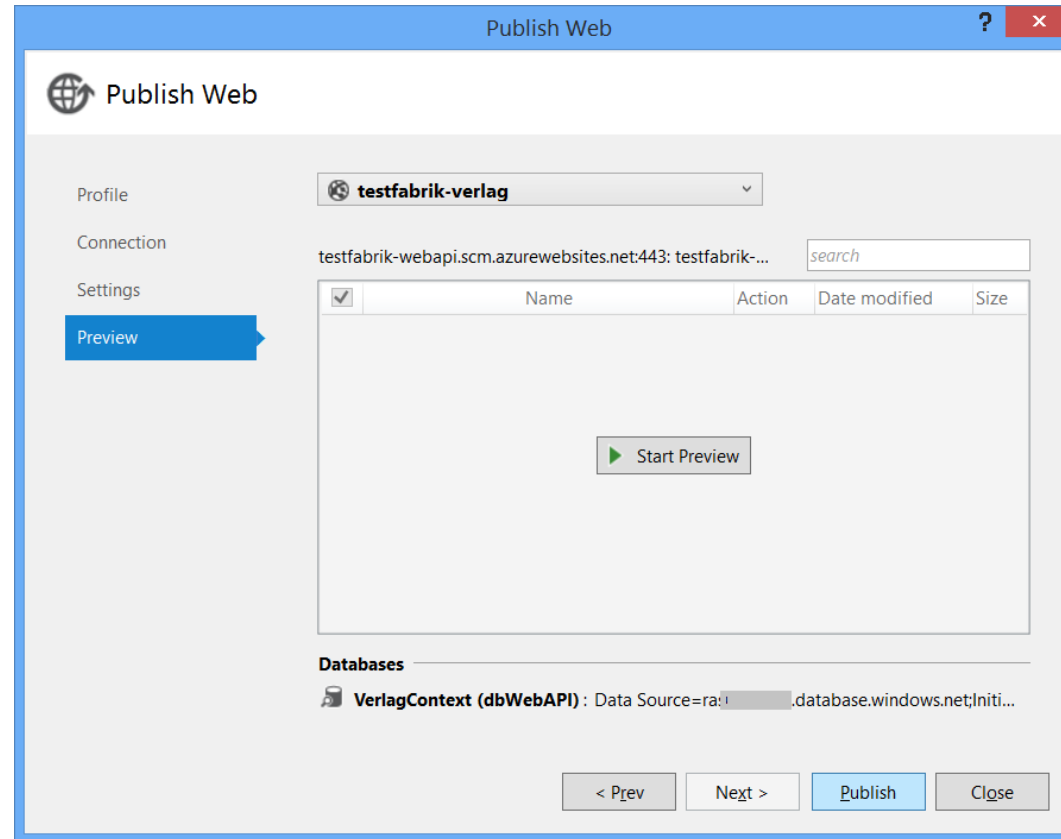 Publish Web
?
Publish Web
Profile
Connection
Settings
Preview
testfabrik-verlag
testfabrik-webapi.scm.azurewebsites.net:443: testfabrik-...
search
Name Action Date modified Size
Start Preview
Databases
VerlagContext (dbWebAPI) : Data Source=ra .database.windows.net;Initi...
< Prev Next > Publish Close